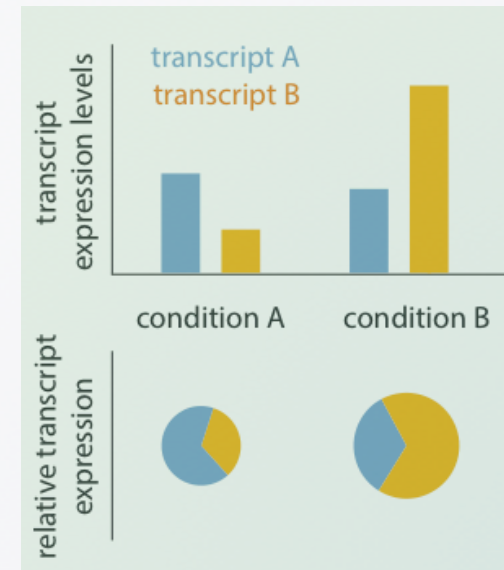 transcript
expression levels
transcript A
transcript B
condition A
condition B
relative transcript
expression